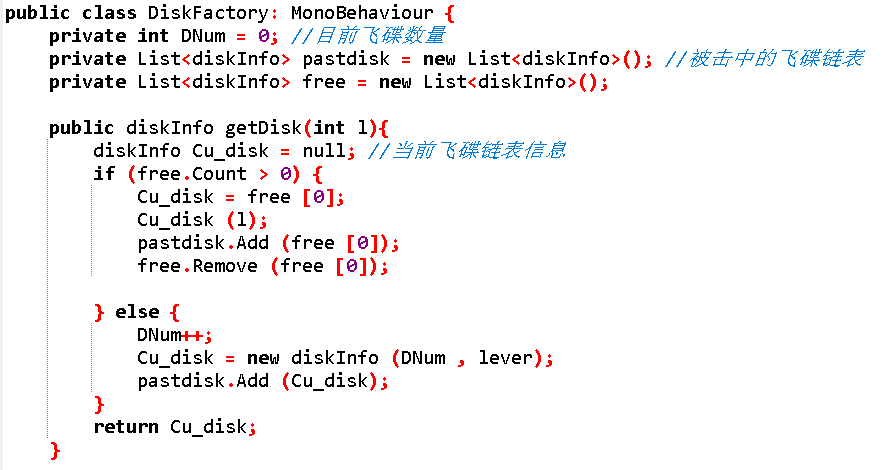 public class DiskFactory: MonoBehaviour {
    private int DNum = 0; //目前飞碟数量
    private List<diskInfo> pastdisk = new List<diskInfo>(); //被击中的飞碟链表
    private List<diskInfo> free = new List<diskInfo>();
    public diskInfo getDisk(int l){
        diskInfo Cu_disk = null; //当前飞碟链表信息
        if (free.Count > 0) {
            Cu_disk = free [0];
            Cu_disk (l);
            pastdisk.Add (free [0]);
            free.Remove (free [0]);
        } else {
            DNum++;
            Cu_disk = new diskInfo (DNum , lever);
            pastdisk.Add (Cu_disk);
        }
        return Cu_disk;
    }